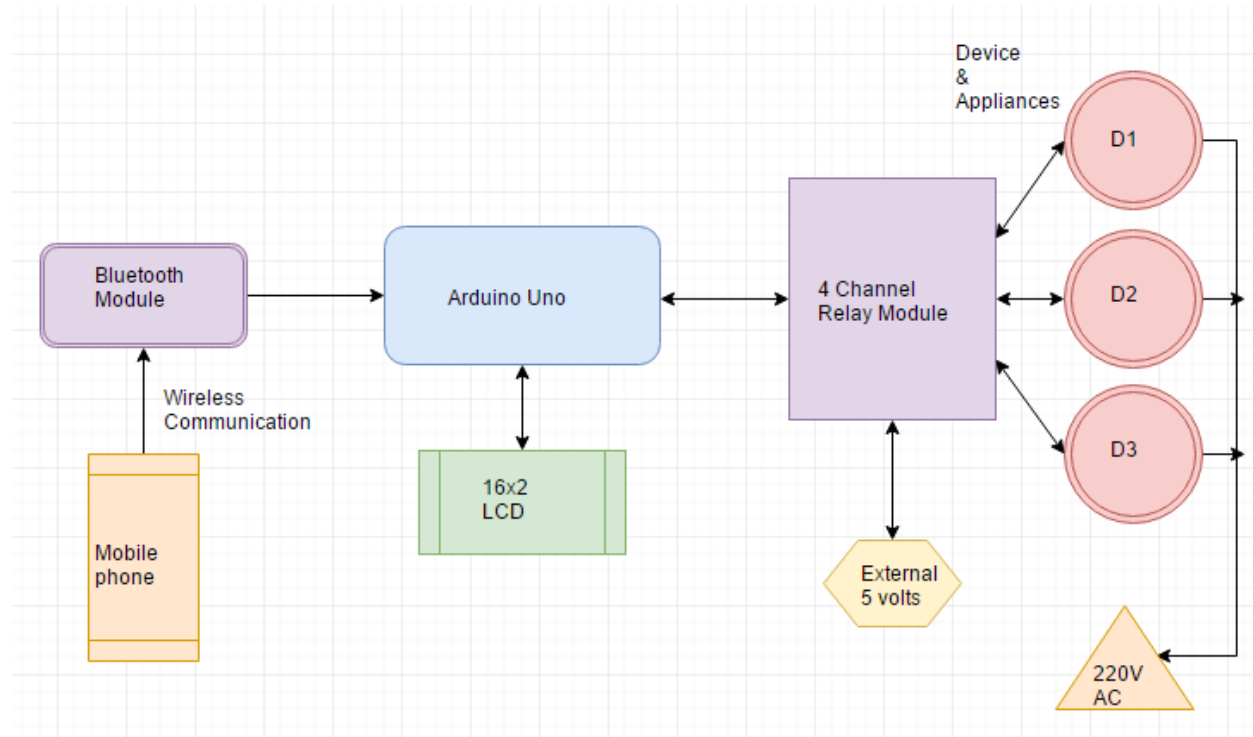 Device
&
Appliances
D1
Bluetooth
Module
Arduino Uno
4 Channel
Relay Module
D2
Wireless
Communication
D3
16x2
LCD
Mobile
phone
External
5 volts
220V
AC